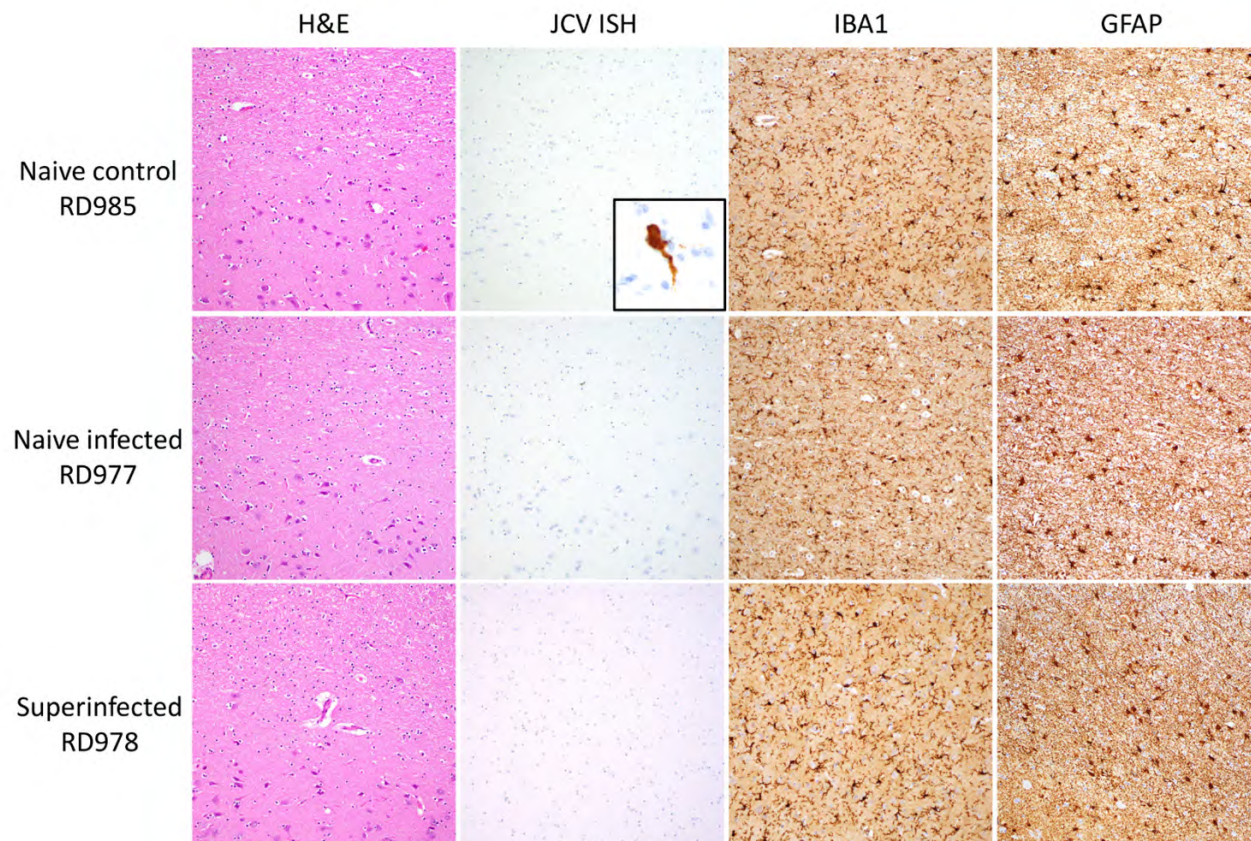 H&E
JCV ISH
IBA1
GFAP
Naive control
RD985
Naive infected
RD977
Superinfected
RD978